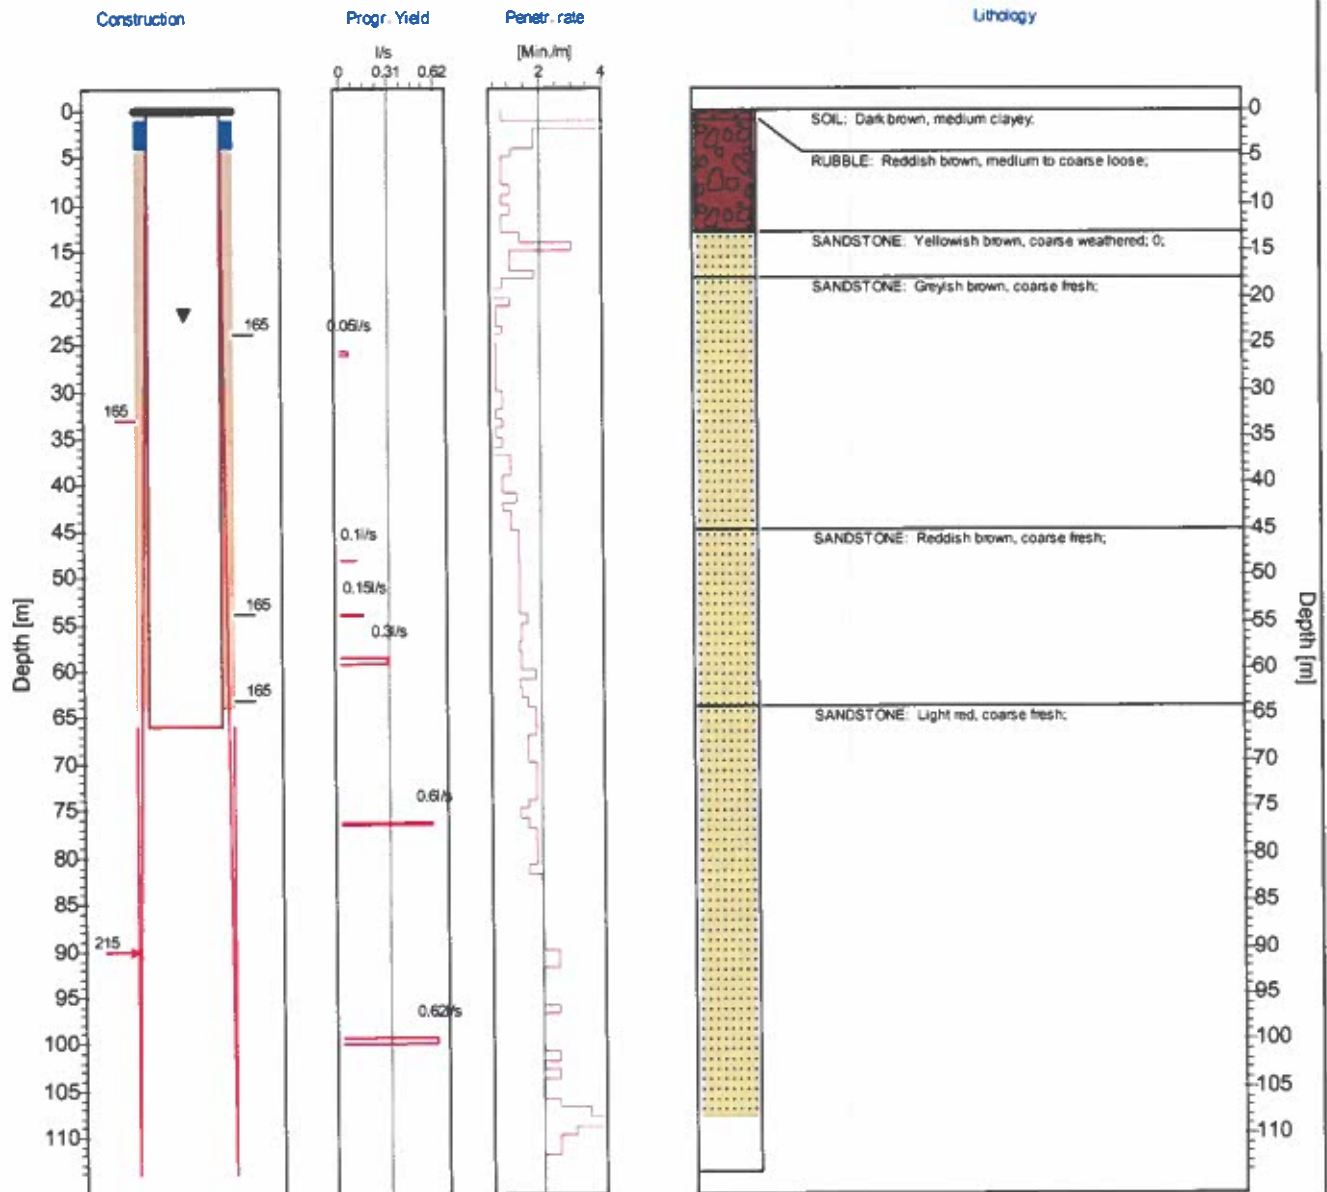 Construction
Progr. Yield
Penetr. rate
Lithology
l/s
[Min./m]
0 0.31 0.62
2 4
0
5
10
15
20
25
30
35
40
45
50
55
60
65
70
75
80
85
90
95
100
105
110
Depth [m]
165
165
165
165
215
0.05l/s
0.1l/s
0.15l/s
0.3l/s
0.6l/s
0.62l/s
SOIL: Dark brown, medium clayey.
RUBBLE: Reddish brown, medium to coarse loose;
SANDSTONE: Yellowish brown, coarse weathered; 0;
SANDSTONE: Greyish brown, coarse fresh;
SANDSTONE: Reddish brown, coarse fresh;
SANDSTONE: Light red, coarse fresh;
0
5
10
15
20
25
30
35
40
45
50
55
60
65
70
75
80
85
90
95
100
105
110
Depth [m]